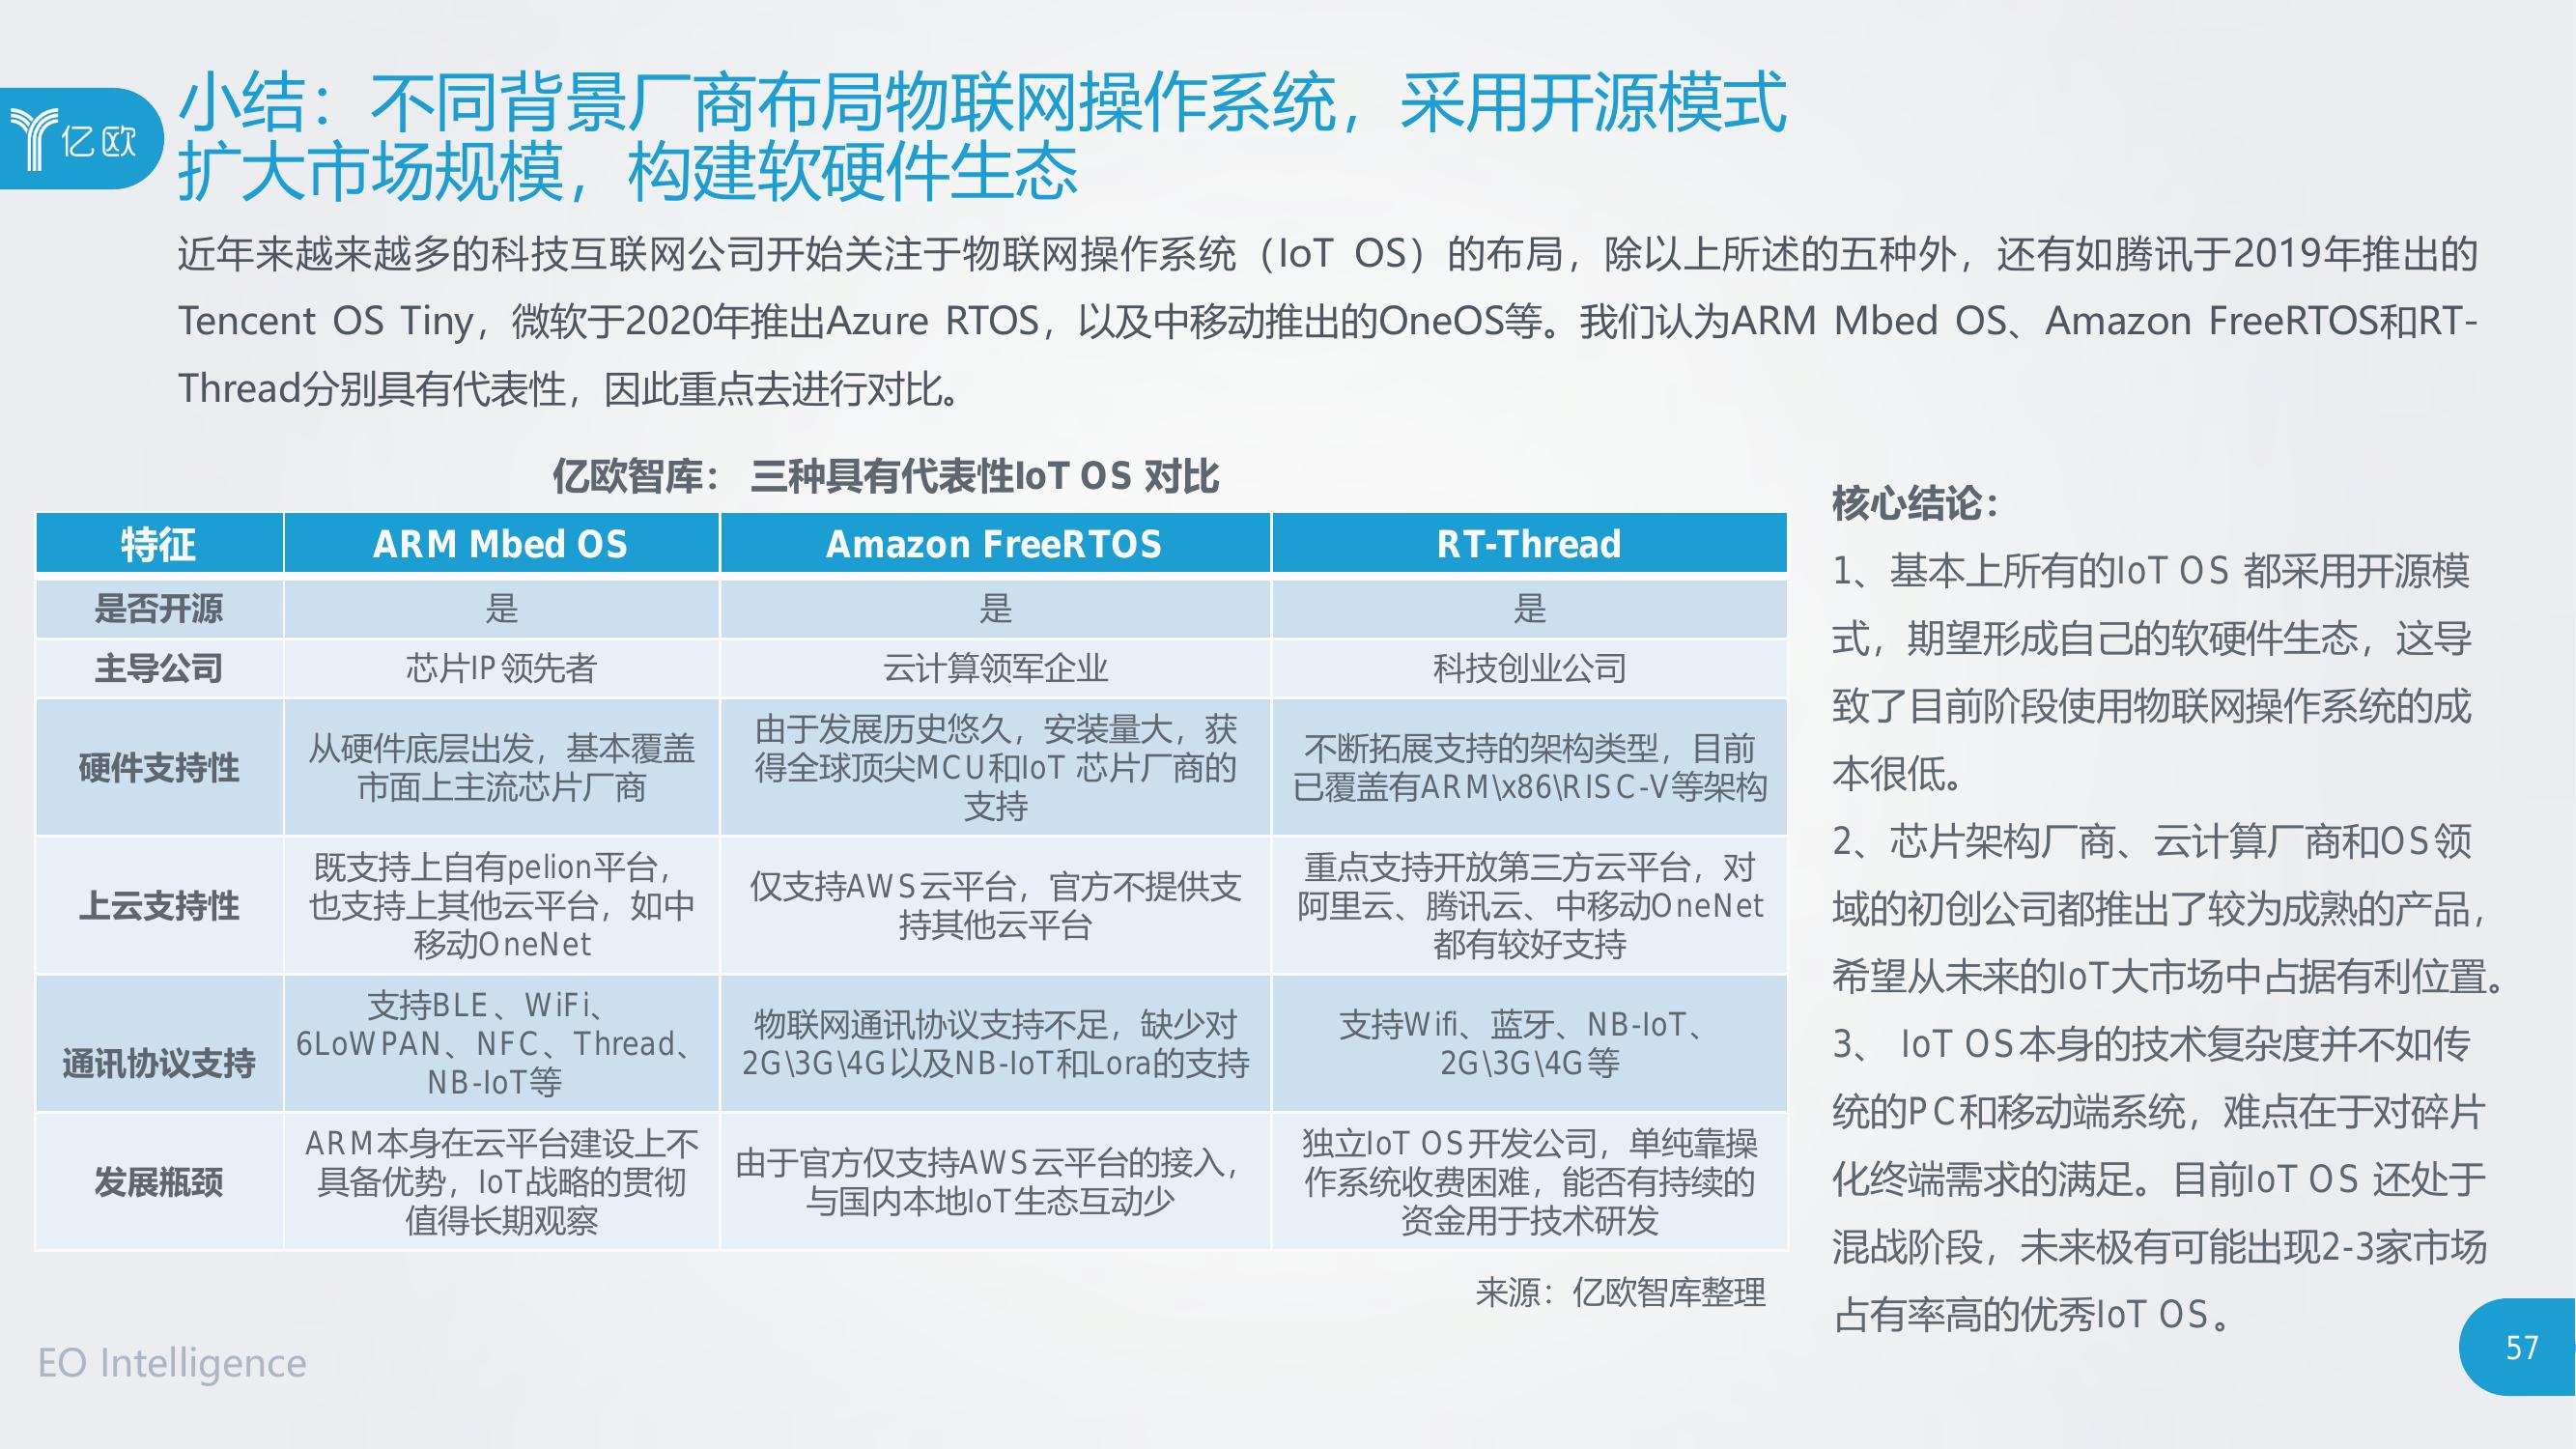 亿欧
小结：不同背景厂商布局物联网操作系统，采用开源模式
扩大市场规模，构建软硬件生态
近年来越来越多的科技互联网公司开始关注于物联网操作系统（IoT OS）的布局，除以上所述的五种外，还有如腾讯于2019年推出的
Tencent OS Tiny，微软于2020年推出Azure RTOS，以及中移动推出的OneOS等。我们认为ARM Mbed OS、Amazon FreeRTOS和RT-
Thread分别具有代表性，因此重点去进行对比。
亿欧智库： 三种具有代表性IoT OS 对比
特征 ARM Mbed OS Amazon FreeRTOS RT-Thread
是否开源 是 是 是
主导公司 芯片IP领先者 云计算领军企业 科技创业公司
硬件支持性
从硬件底层出发，基本覆盖
市面上主流芯片厂商
由于发展历史悠久，安装量大，获
得全球顶尖MCU和IoT 芯片厂商的
支持
不断拓展支持的架构类型，目前
已覆盖有ARM\x86\RISC-V等架构
上云支持性
既支持上自有pelion平台，
也支持上其他云平台，如中
移动OneNet
仅支持AWS云平台，官方不提供支
持其他云平台
重点支持开放第三方云平台，对
阿里云、腾讯云、中移动OneNet
都有较好支持
通讯协议支持
支持BLE、WiFi、
6LoWPAN、NFC、Thread、
NB-IoT等
物联网通讯协议支持不足，缺少对
2G\3G\4G以及NB-IoT和Lora的支持
支持Wifi、蓝牙、NB-IoT、
2G\3G\4G等
发展瓶颈
ARM本身在云平台建设上不
具备优势，IoT战略的贯彻
值得长期观察
由于官方仅支持AWS云平台的接入，
与国内本地IoT生态互动少
独立IoT OS开发公司，单纯靠操
作系统收费困难，能否有持续的
资金用于技术研发
来源：亿欧智库整理
核心结论：
1、基本上所有的IoT OS 都采用开源模
式，期望形成自己的软硬件生态，这导
致了目前阶段使用物联网操作系统的成
本很低。
2、芯片架构厂商、云计算厂商和OS领
域的初创公司都推出了较为成熟的产品，
希望从未来的IoT大市场中占据有利位置。
3、 IoT OS本身的技术复杂度并不如传
统的PC和移动端系统，难点在于对碎片
化终端需求的满足。目前IoT OS 还处于
混战阶段，未来极有可能出现2-3家市场
占有率高的优秀IoT OS。
EO Intelligence
57